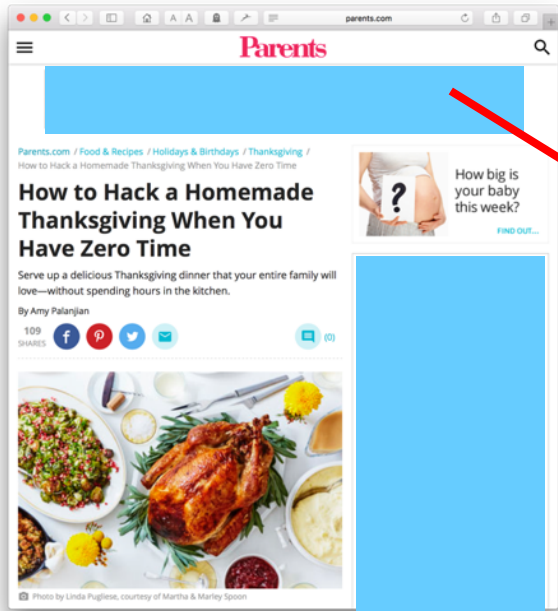 A A
parents.com
Parents
Parents.com / Food & Recipes / Holidays & Birthdays / Thanksgiving /
How to Hack a Homemade Thanksgiving When You Have Zero Time
How to Hack a Homemade
Thanksgiving When You
Have Zero Time
Serve up a delicious Thanksgiving dinner that your entire family will
love—without spending hours in the kitchen.
By Amy Palanjian
109
SHARES
(0)
Photo by Linda Pugliese, courtesy of Martha & Marley Spoon
?
How big is
your baby
this week?
FIND OUT...